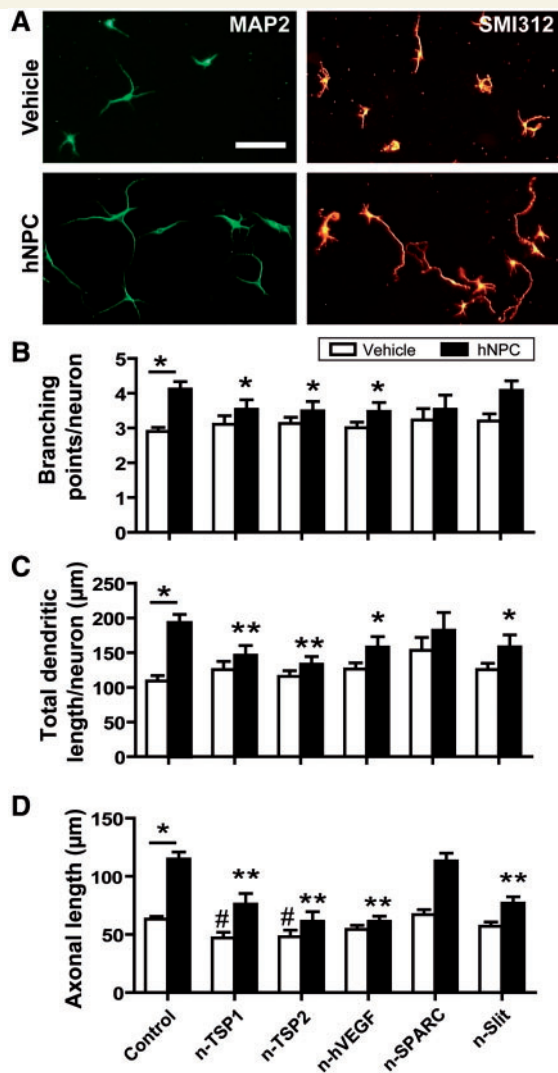 A
MAP2
SMI312
Vehicle
hNPC
B
Vehicle
hNPC
Branching
points/neuron
5
4
3
2
1
0
*
*
*
*
C
Total dendritic
length/neuron (µm)
250
200
150
100
50
0
*
**
**
*
*
D
Axonal length (µm)
150
100
50
0
*
#
**
#
**
**
**
Control
n-TSP1
n-TSP2
n-hVEGF
n-SPARC
n-Slit